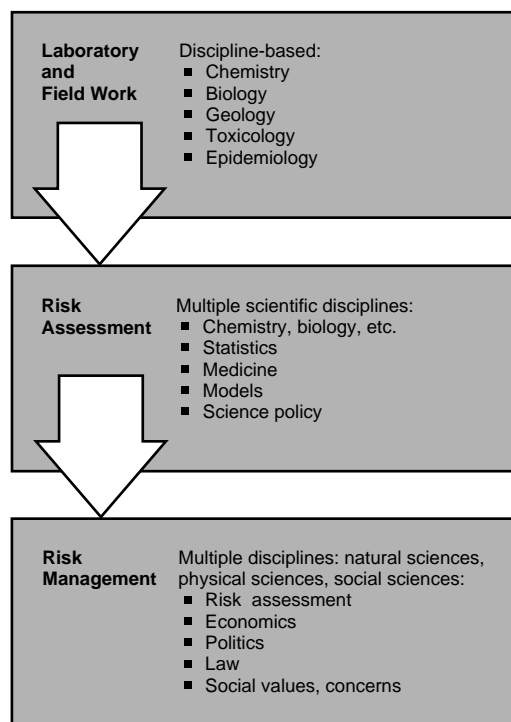 Laboratory
and
Field Work
Discipline-based:
■ Chemistry
■ Biology
■ Geology
■ Toxicology
■ Epidemiology
Risk
Assessment
Multiple scientific disciplines:
■ Chemistry, biology, etc.
■ Statistics
■ Medicine
■ Models
■ Science policy
Risk
Management
Multiple disciplines: natural sciences,
physical sciences, social sciences:
■ Risk assessment
■ Economics
■ Politics
■ Law
■ Social values, concerns